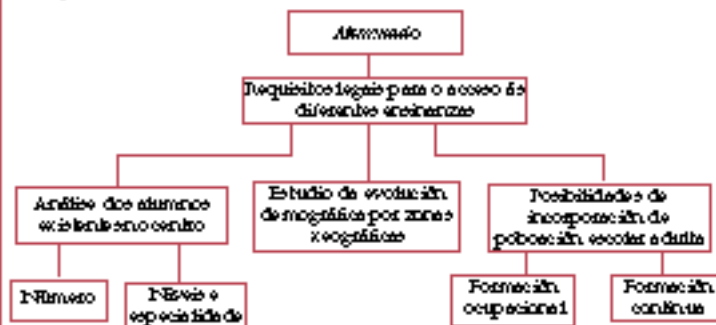 Alumnado
Requisitos legais para o acceso ás
diferentes ensinanzas
Análise dos alumnos
existentes no centro
Estudio da evolución
demográfica por zonas
xeográficas
Posibilidades de
incorporación de
poboación escolar adulta
Número
Niveis e
especialidade
Formación
ocupacional
Formación
continua